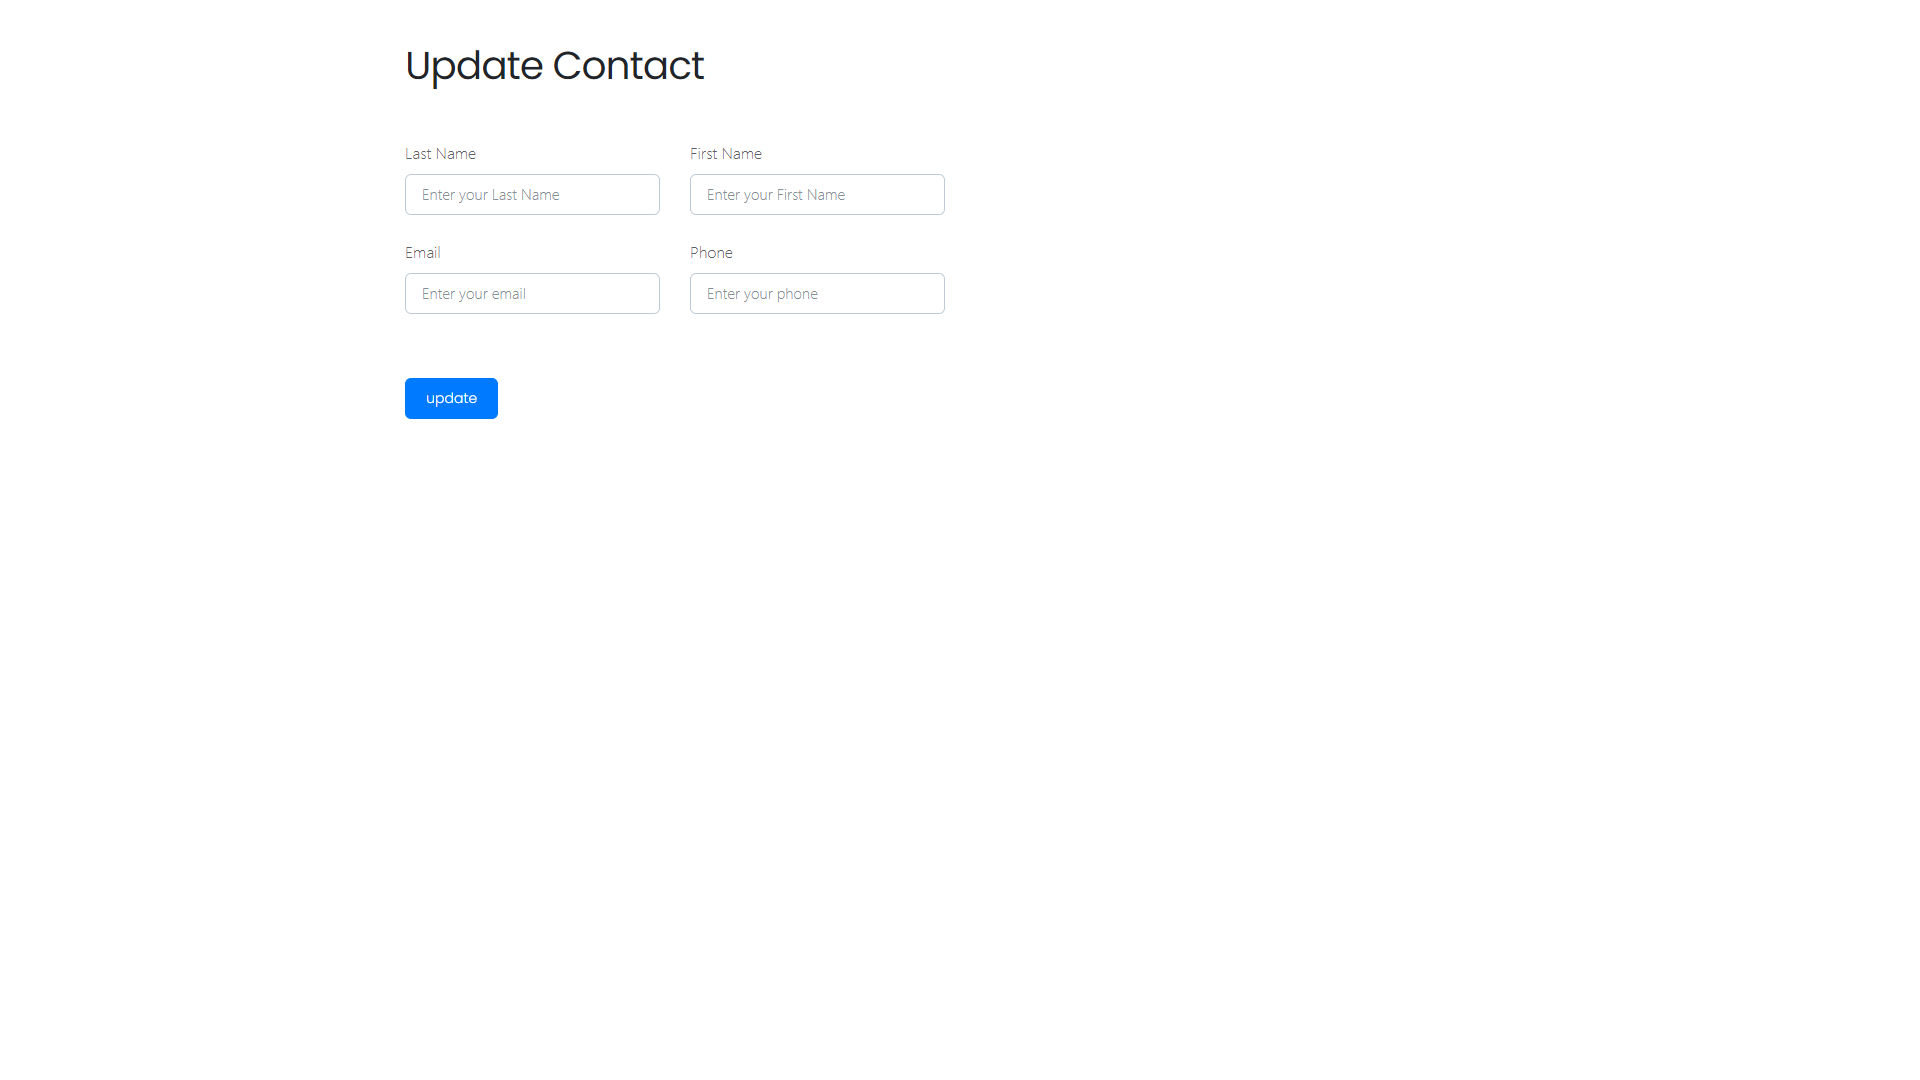 Update Contact
Last Name
First Name
Enter your Last Name
Enter your First Name
Email
Phone
Enter your email
Enter your phone
update